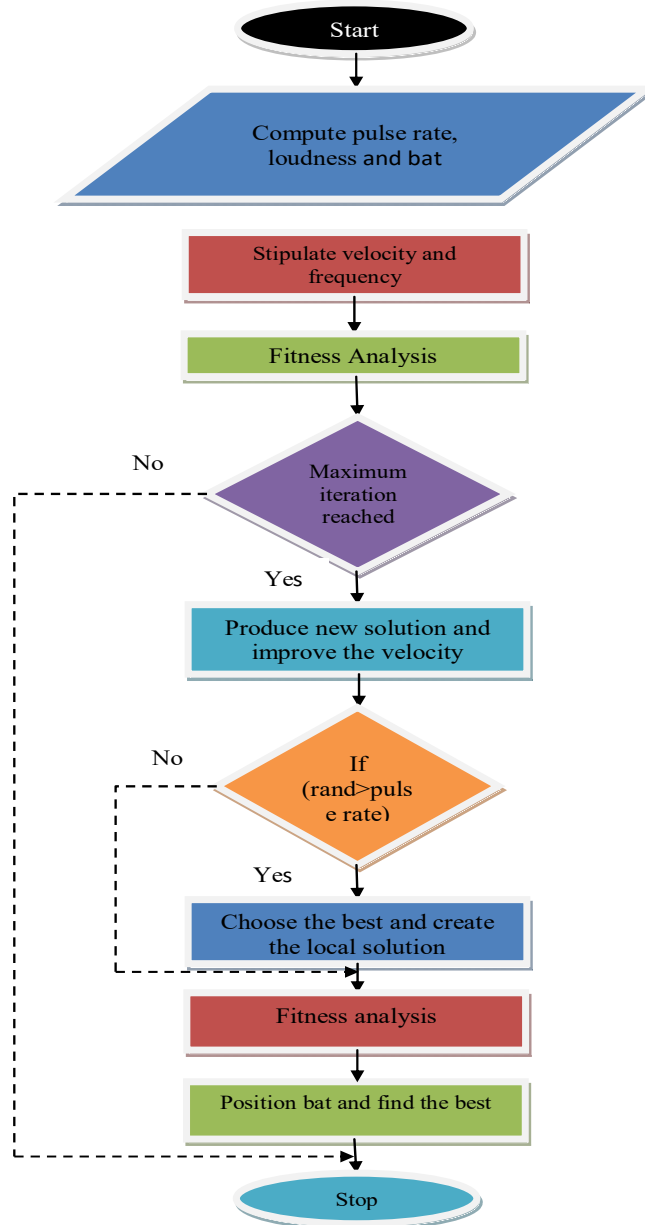 Start
Compute pulse rate,
loudness and bat
Stipulate velocity and
frequency
Fitness Analysis
No
Maximum
iteration
reached
Yes
Produce new solution and
improve the velocity
No
If
(rand>puls
e rate)
Yes
Choose the best and create
the local solution
Fitness analysis
Position bat and find the best
Stop